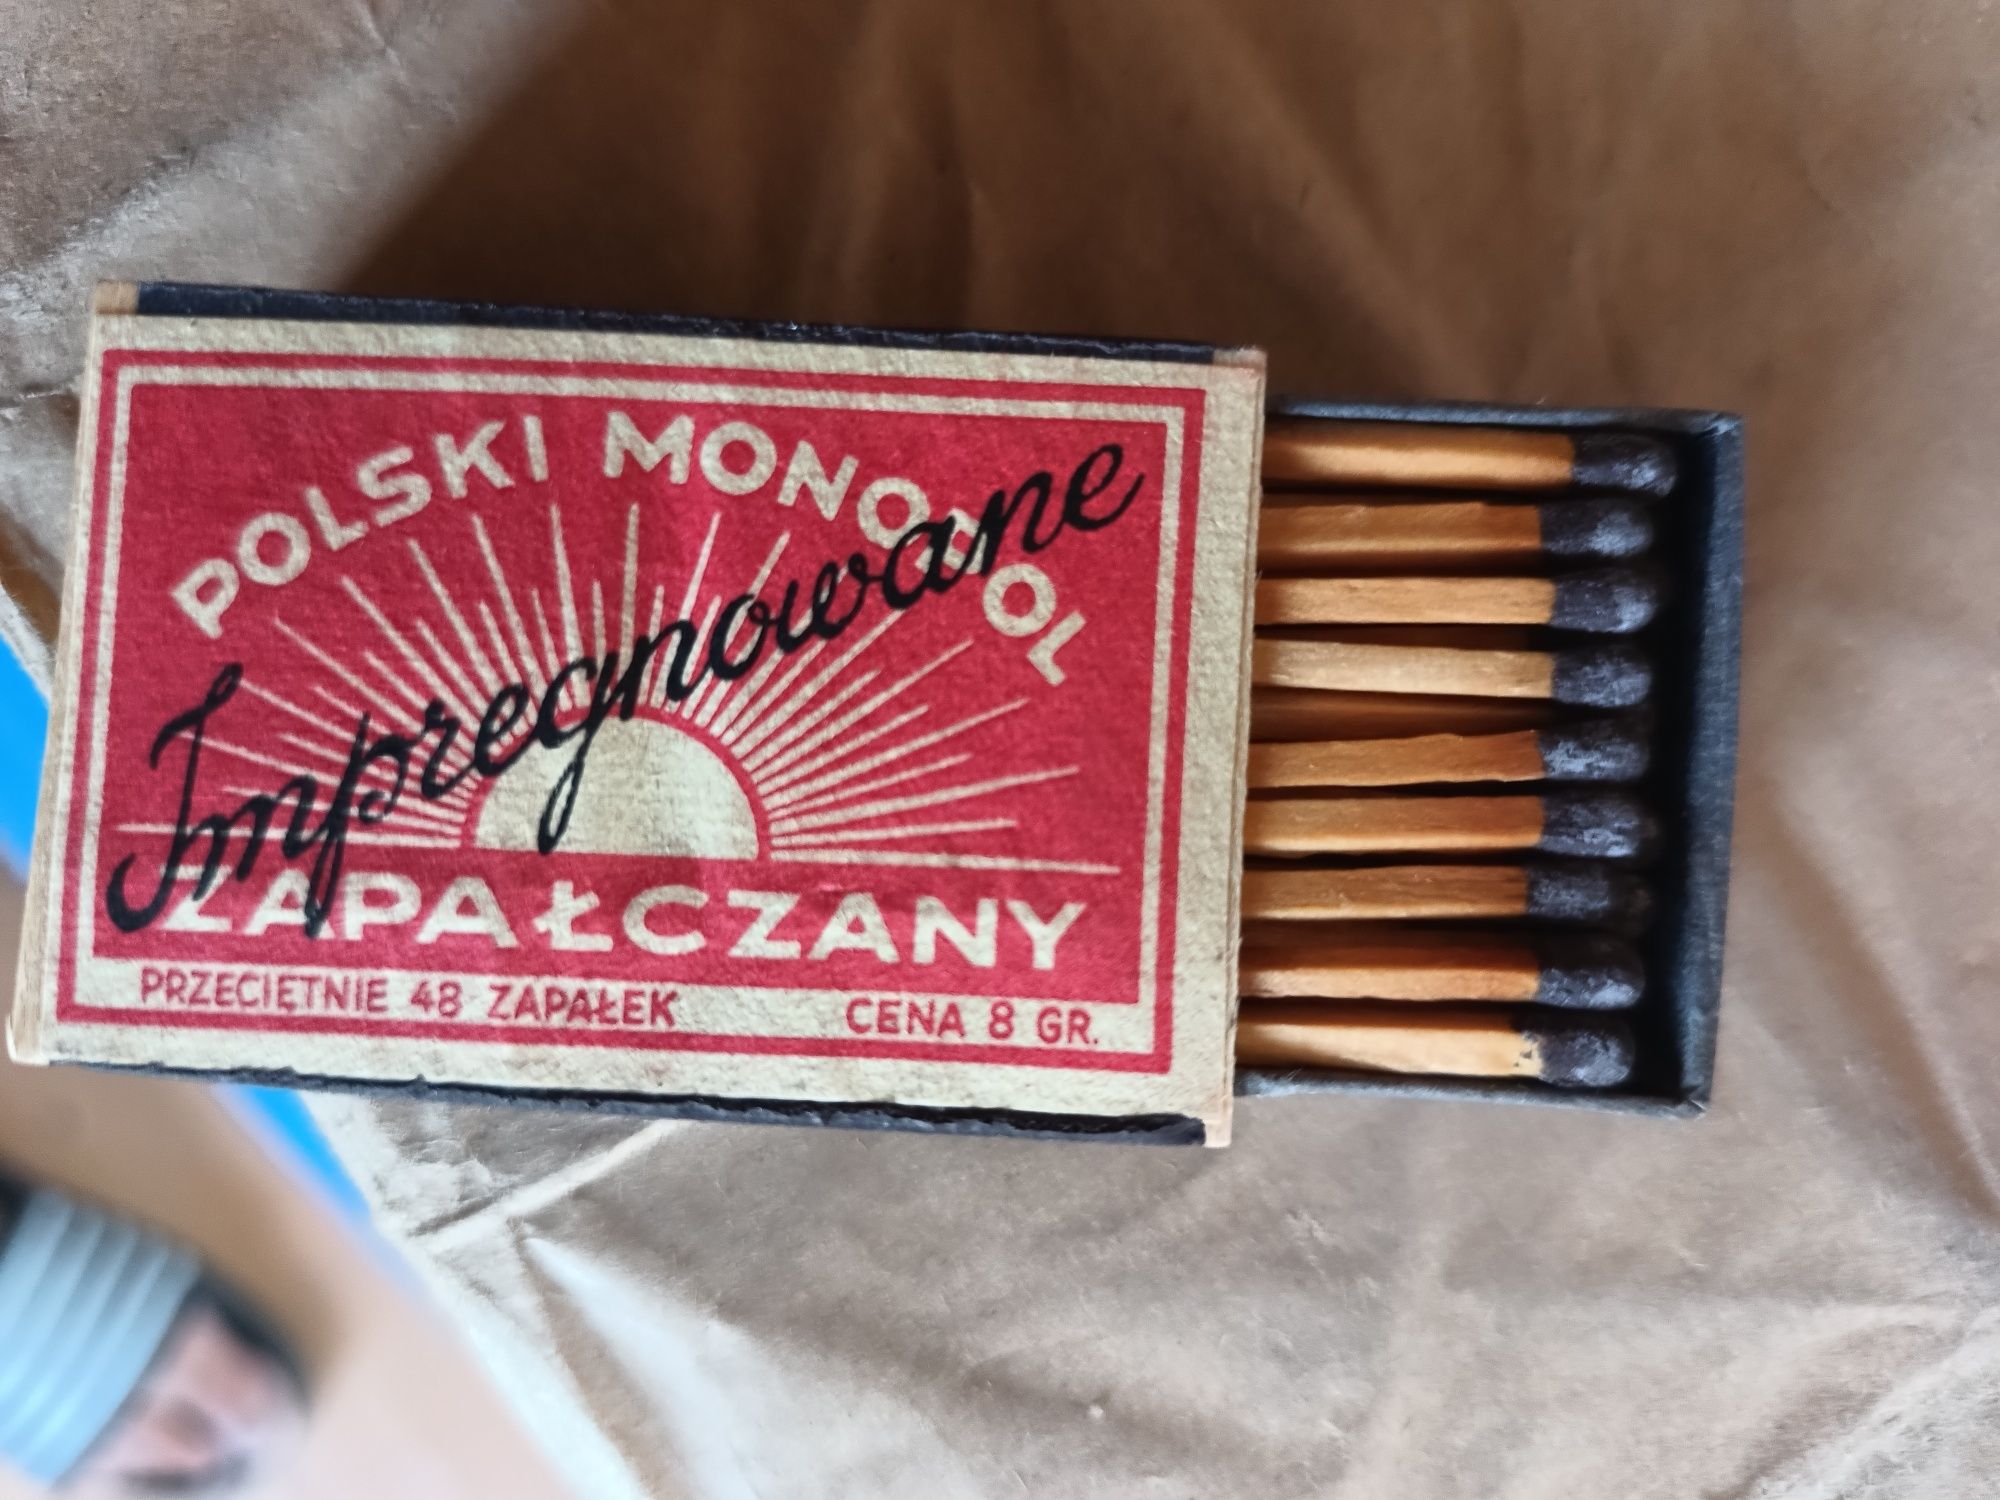 POLSKI MONOPOL
Impregnowane
ZAPAŁCZANY
PRZECIĘTNIE 48 ZAPAŁEK CENA 8 GR.